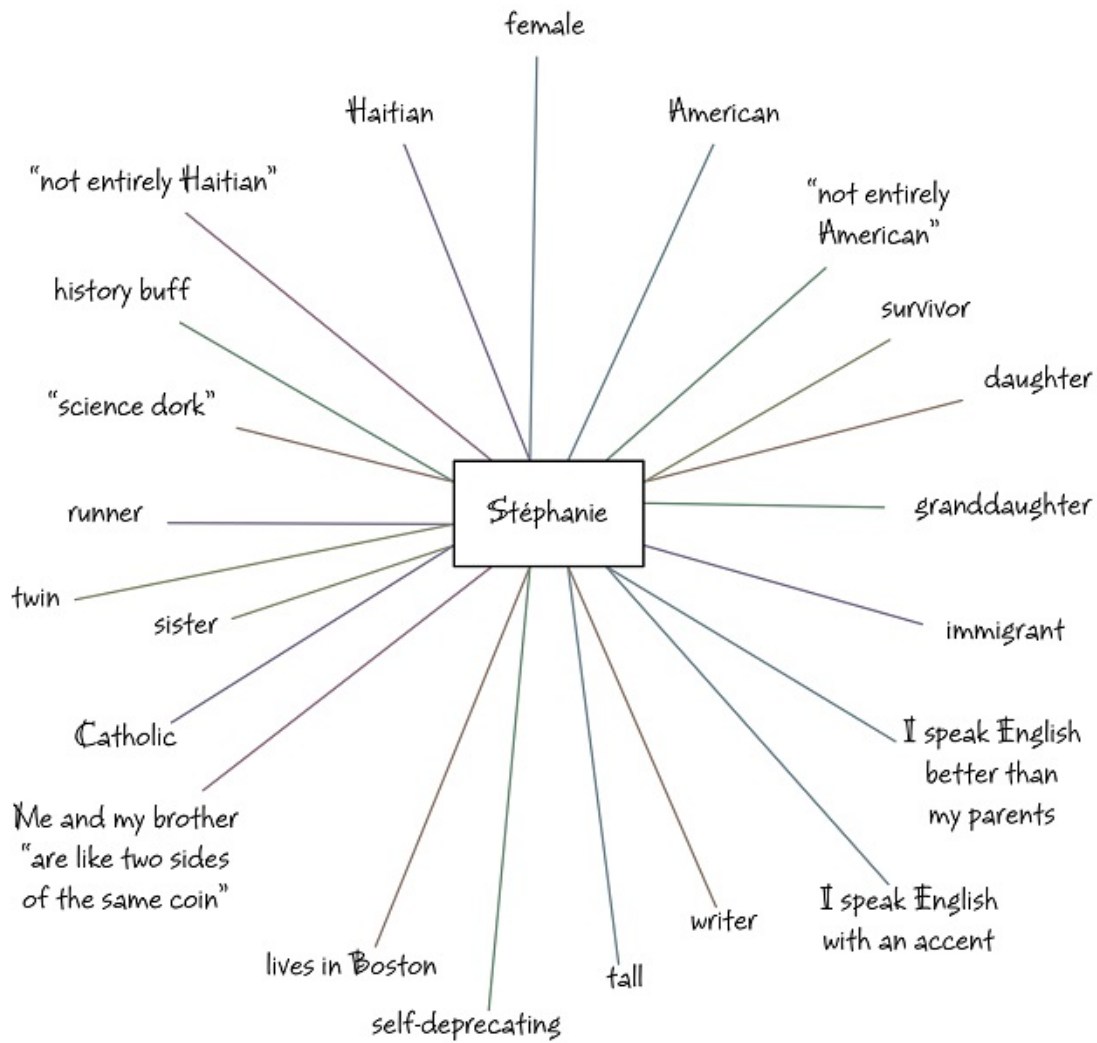 female
Haitian
American
“not entirely Haitian”
“not entirely
American”
history buff
survivor
daughter
“science dork”
Stéphanie
runner
granddaughter
twin
sister
immigrant
Catholic
I speak English
better than
my parents
Me and my brother
“are like two sides
of the same coin”
I speak English
with an accent
writer
lives in Boston
tall
self-deprecating